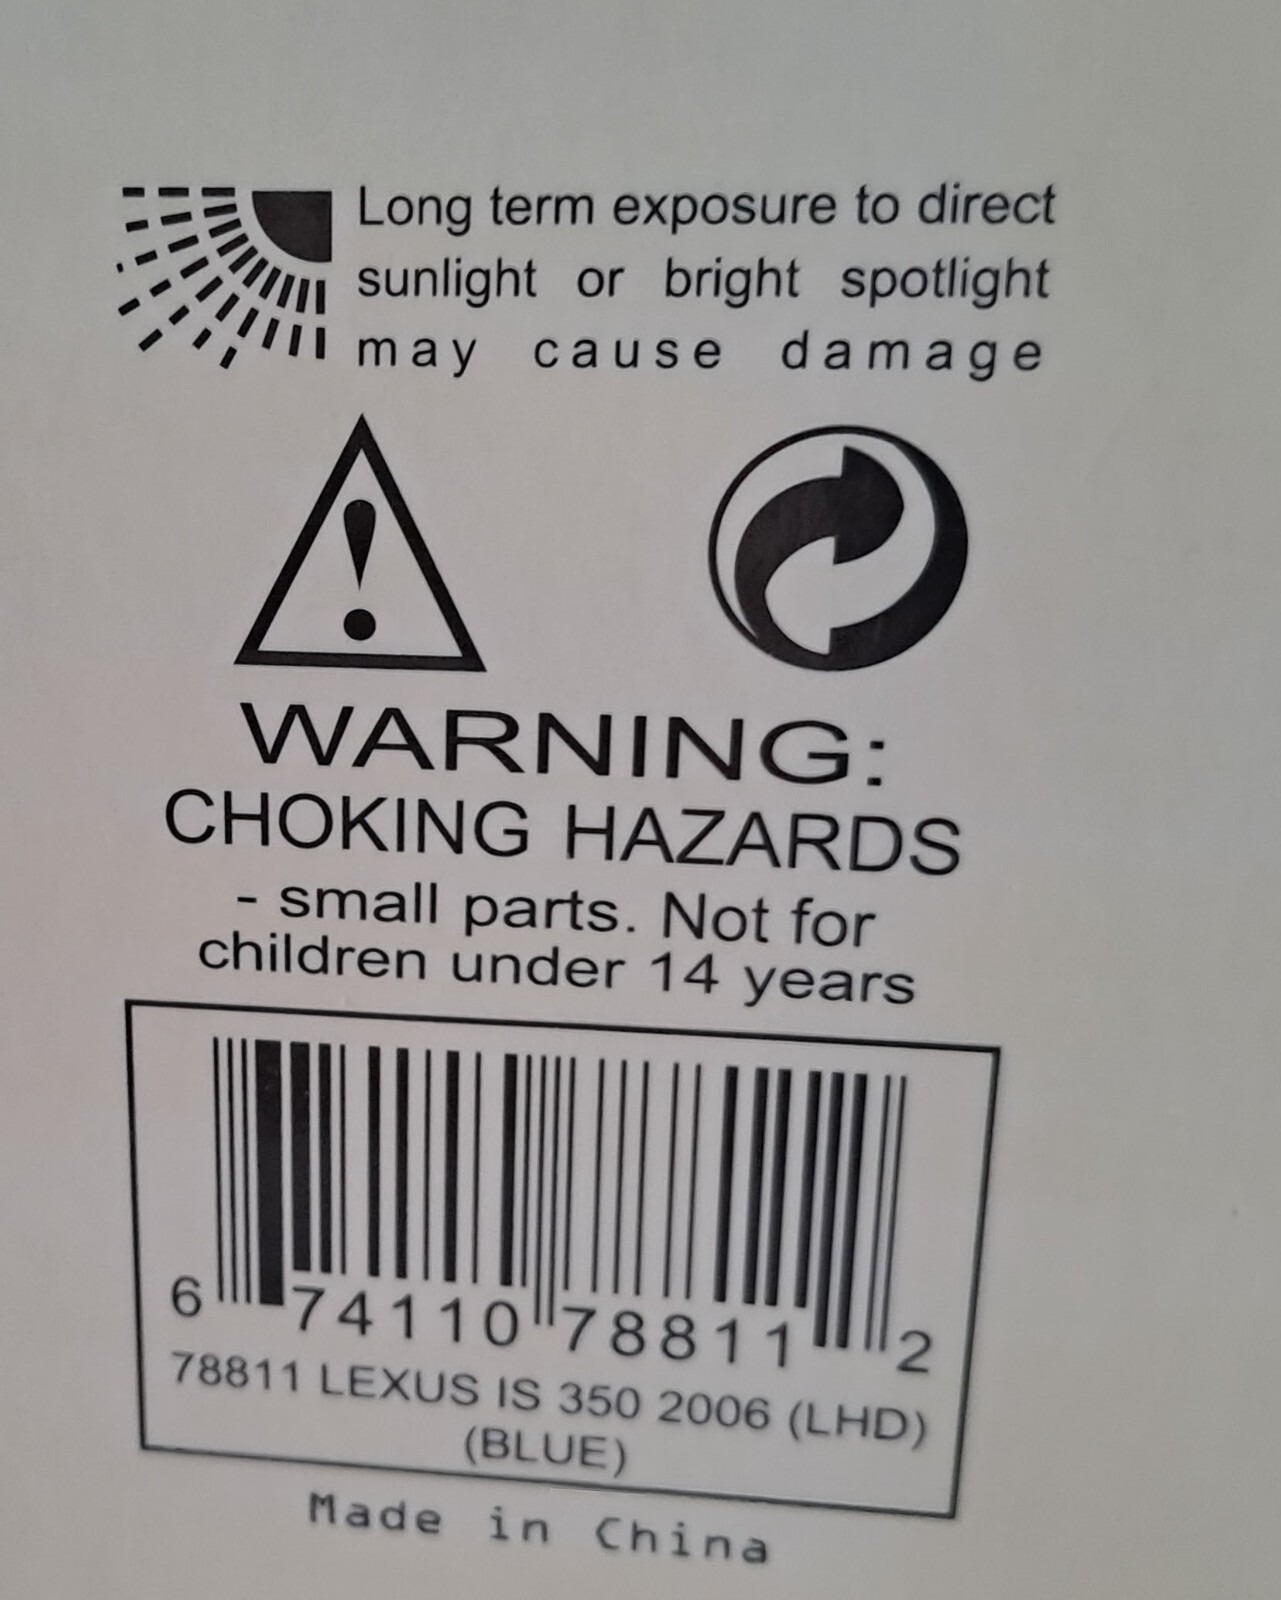 Long term exposure to direct
sunlight or bright spotlight
may cause damage
WARNING:
CHOKING HAZARDS
- small parts. Not for
children under 14 years
6 74110 78811 2
78811 LEXUS IS 350 2006 (LHD)
(BLUE)
Made in China